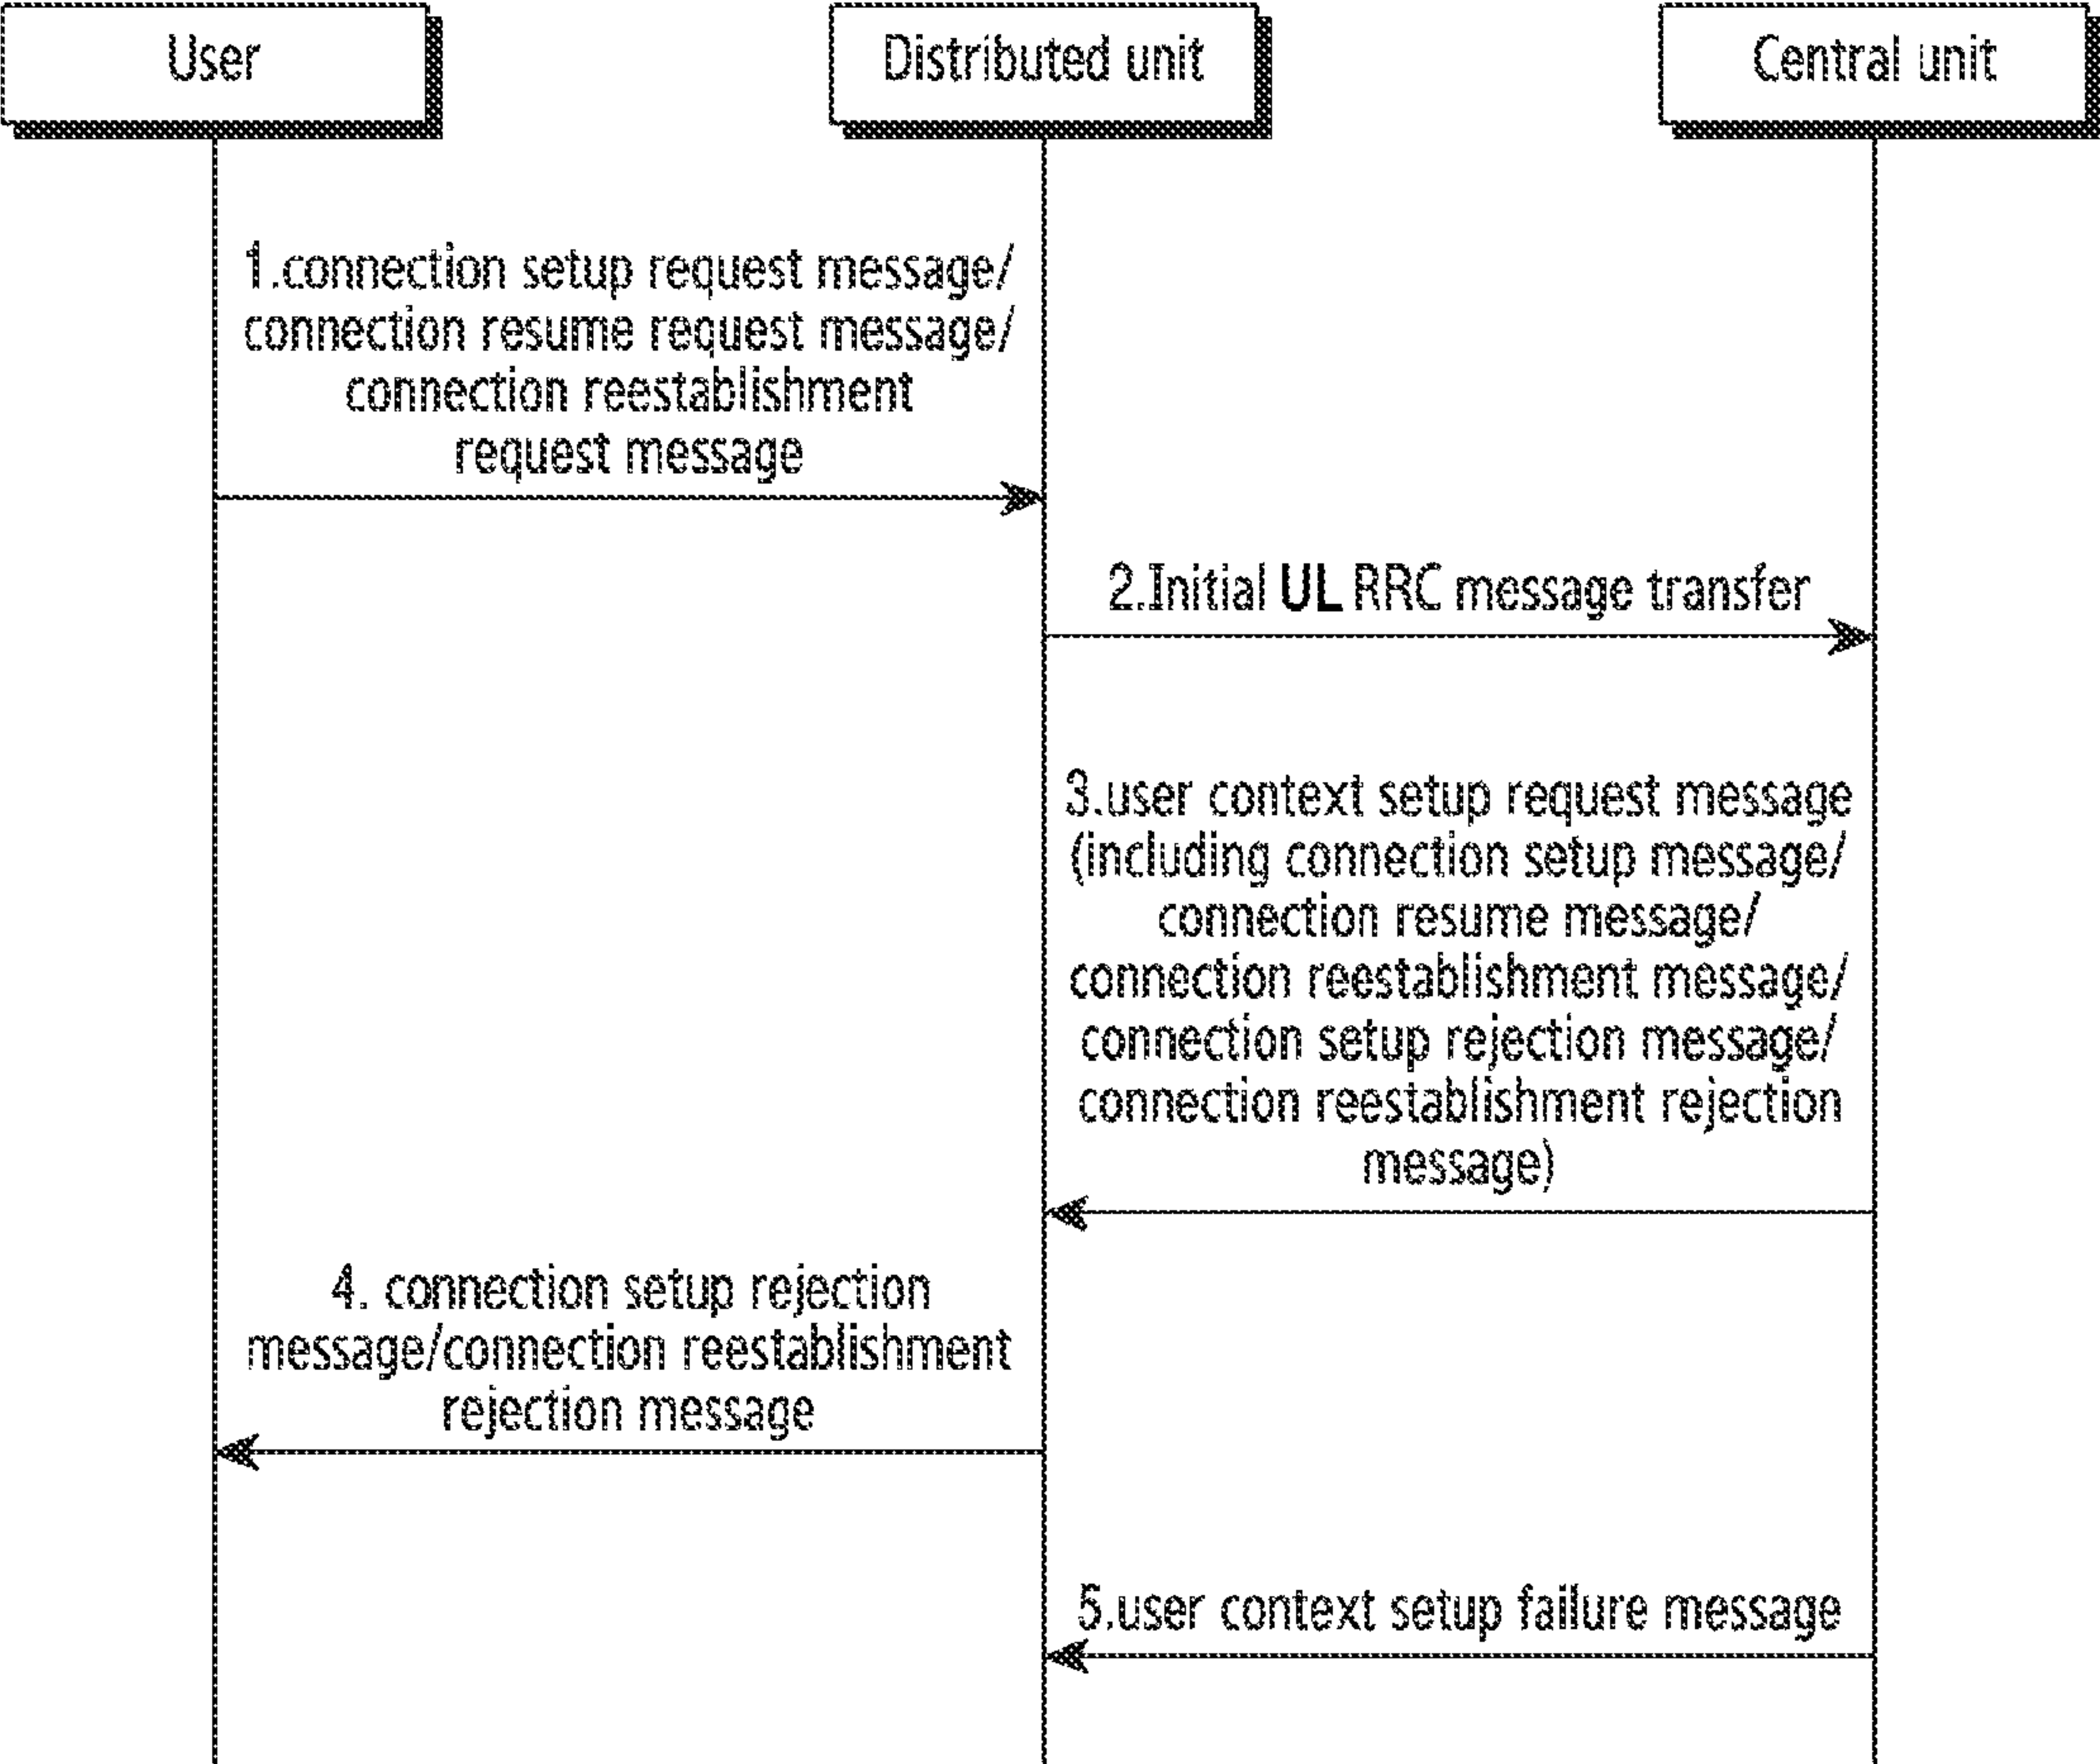 User
Distributed unit
Central unit
1.connection setup request message/
connection resume request message/
connection reestablishment
request message
2.Initial UL RRC message transfer
3.user context setup request message
(including connection setup message/
connection resume message/
connection reestablishment message/
connection setup rejection message/
connection reestablishment rejection
message)
4. connection setup rejection
message/connection reestablishment
rejection message
5.user context setup failure message